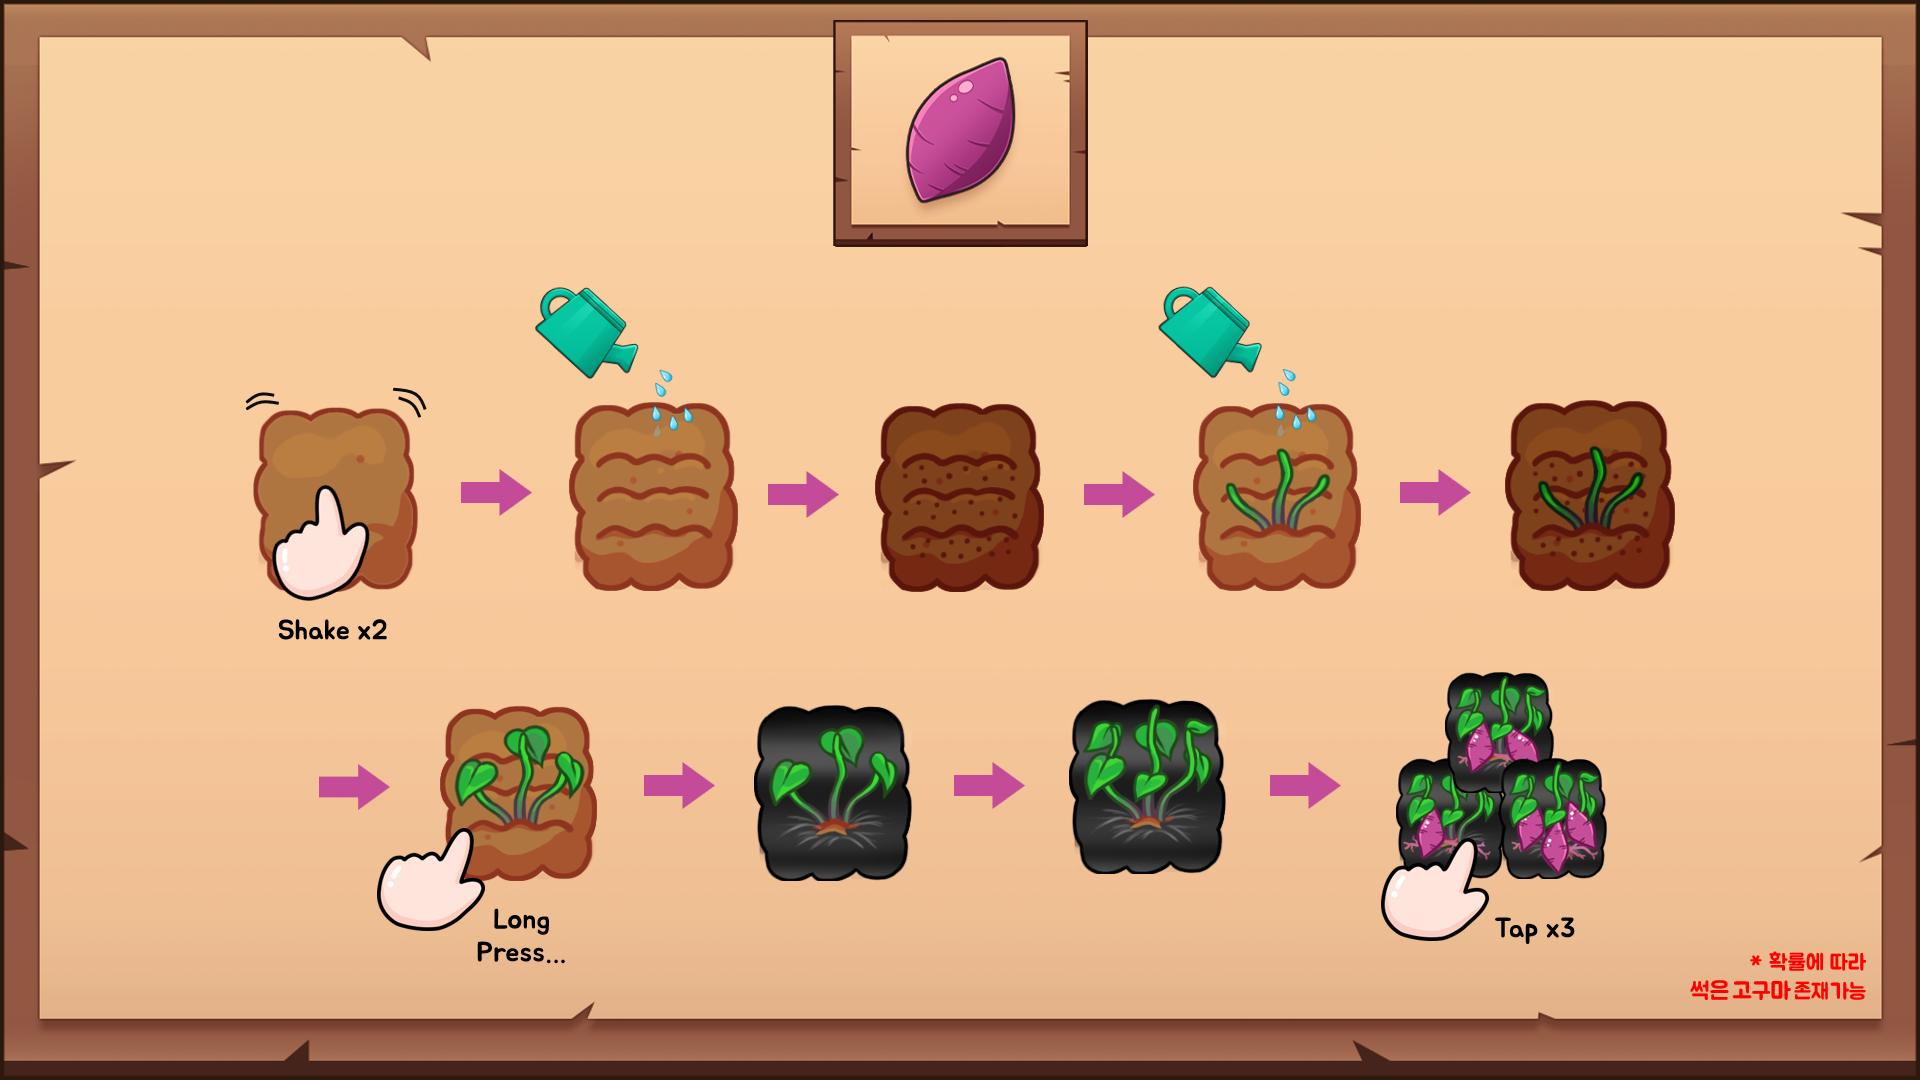 Shake x2
Long
Press...
Tap x3
* 확률에 따라
썩은 고구마 존재가능